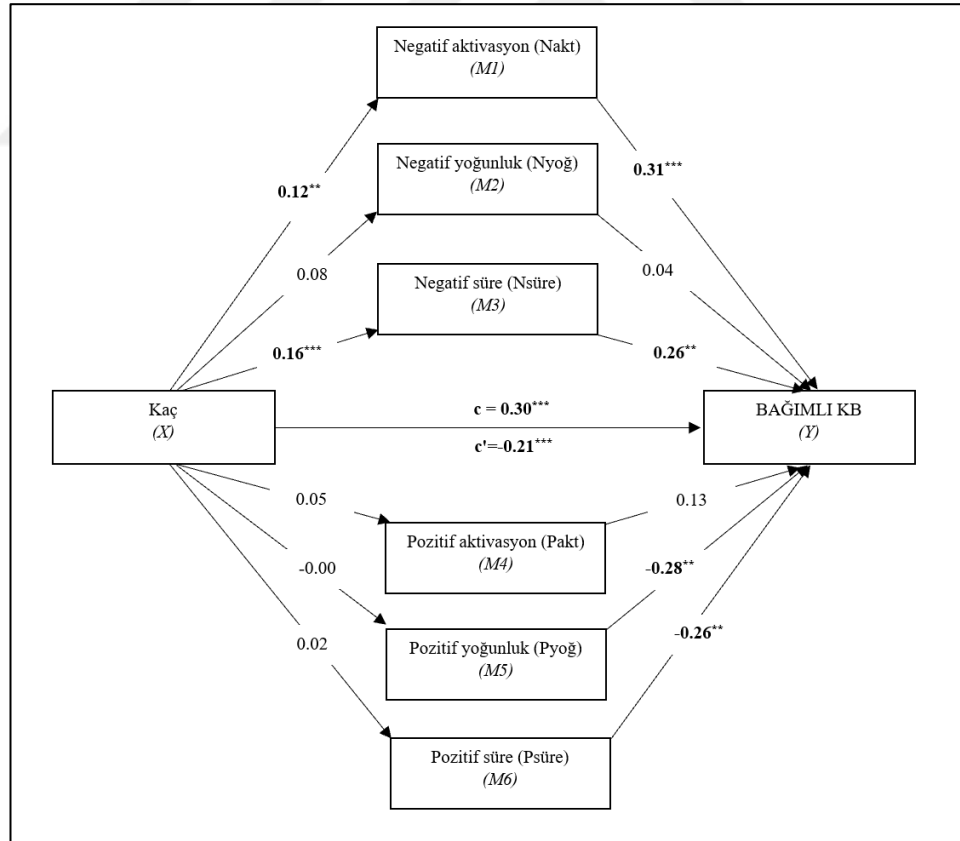 Negatif aktivasyon (Nakt)
(M1)
Negatif yoğunluk (Nyoğ)
(M2)
0.12**
0.31***
0.08
0.04
Negatif süre (Nsüre)
(M3)
0.16***
0.26**
Kaç
(X)
c = 0.30***
c'=-0.21***
BAĞIMLI KB
(Y)
0.05
0.13
Pozitif aktivasyon (Pakt)
(M4)
-0.00
-0.28**
0.02
-0.26**
Pozitif yoğunluk (Pyoğ)
(M5)
Pozitif süre (Psüre)
(M6)